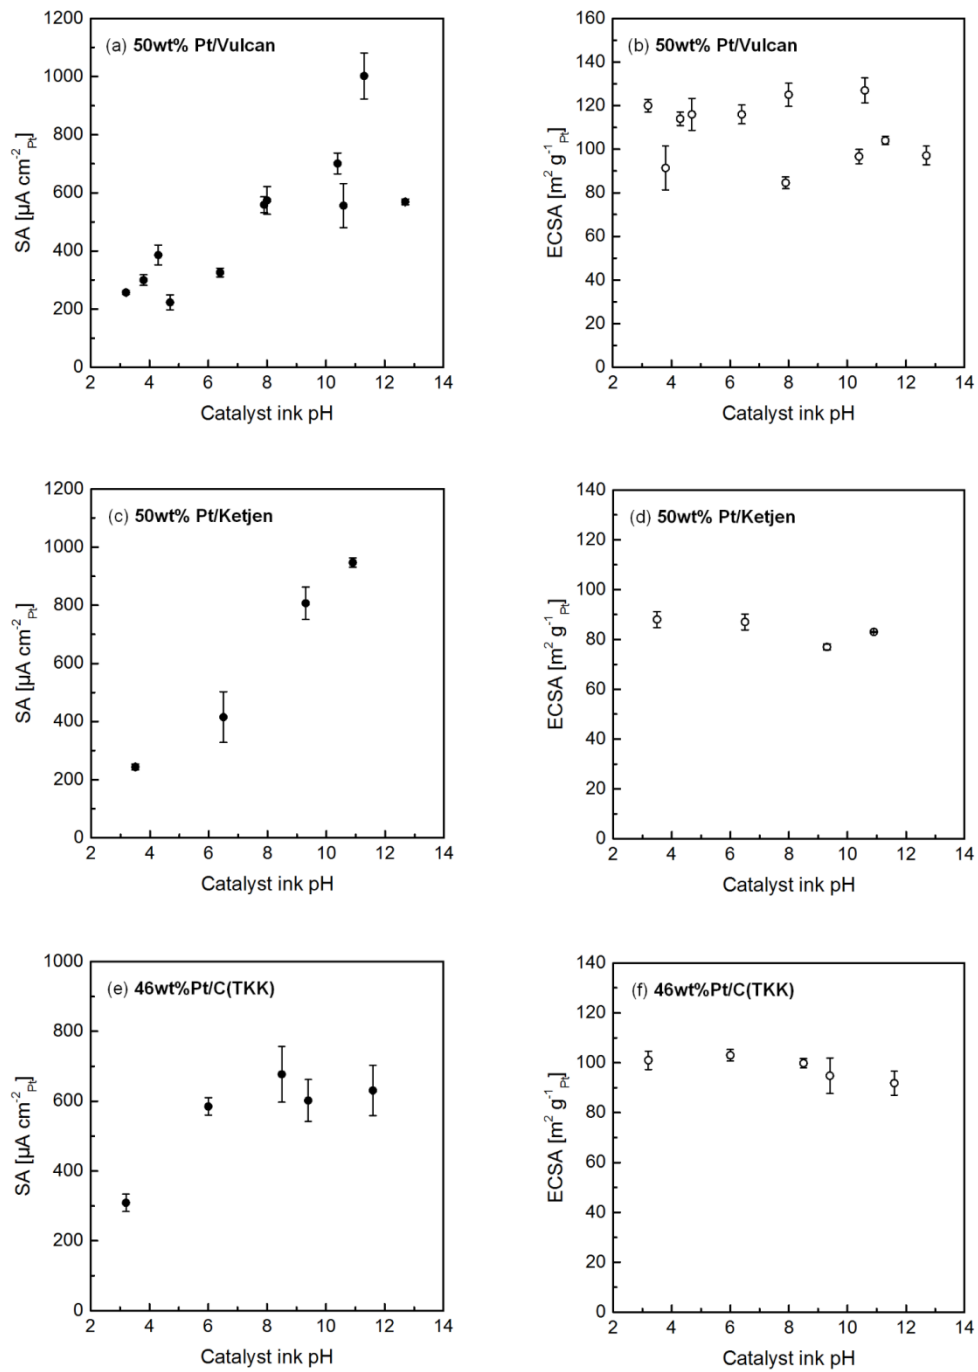 (a) 50wt% Pt/Vulcan
SA [µA cm-2Pt]
1200
1000
800
600
400
200
0
2 4 6 8 10 12 14
Catalyst ink pH
(b) 50wt% Pt/Vulcan
ECSA [m2 g-1Pt]
160
140
120
100
80
60
40
20
0
2 4 6 8 10 12 14
Catalyst ink pH
(c) 50wt% Pt/Ketjen
SA [µA cm-2Pt]
1200
1000
800
600
400
200
0
2 4 6 8 10 12 14
Catalyst ink pH
(d) 50wt% Pt/Ketjen
ECSA [m2 g-1Pt]
140
120
100
80
60
40
20
0
2 4 6 8 10 12 14
Catalyst ink pH
(e) 46wt%Pt/C(TKK)
SA [µA cm-2Pt]
1000
800
600
400
200
0
2 4 6 8 10 12 14
Catalyst ink pH
(f) 46wt%Pt/C(TKK)
ECSA [m2 g-1Pt]
140
120
100
80
60
40
20
0
2 4 6 8 10 12 14
Catalyst ink pH